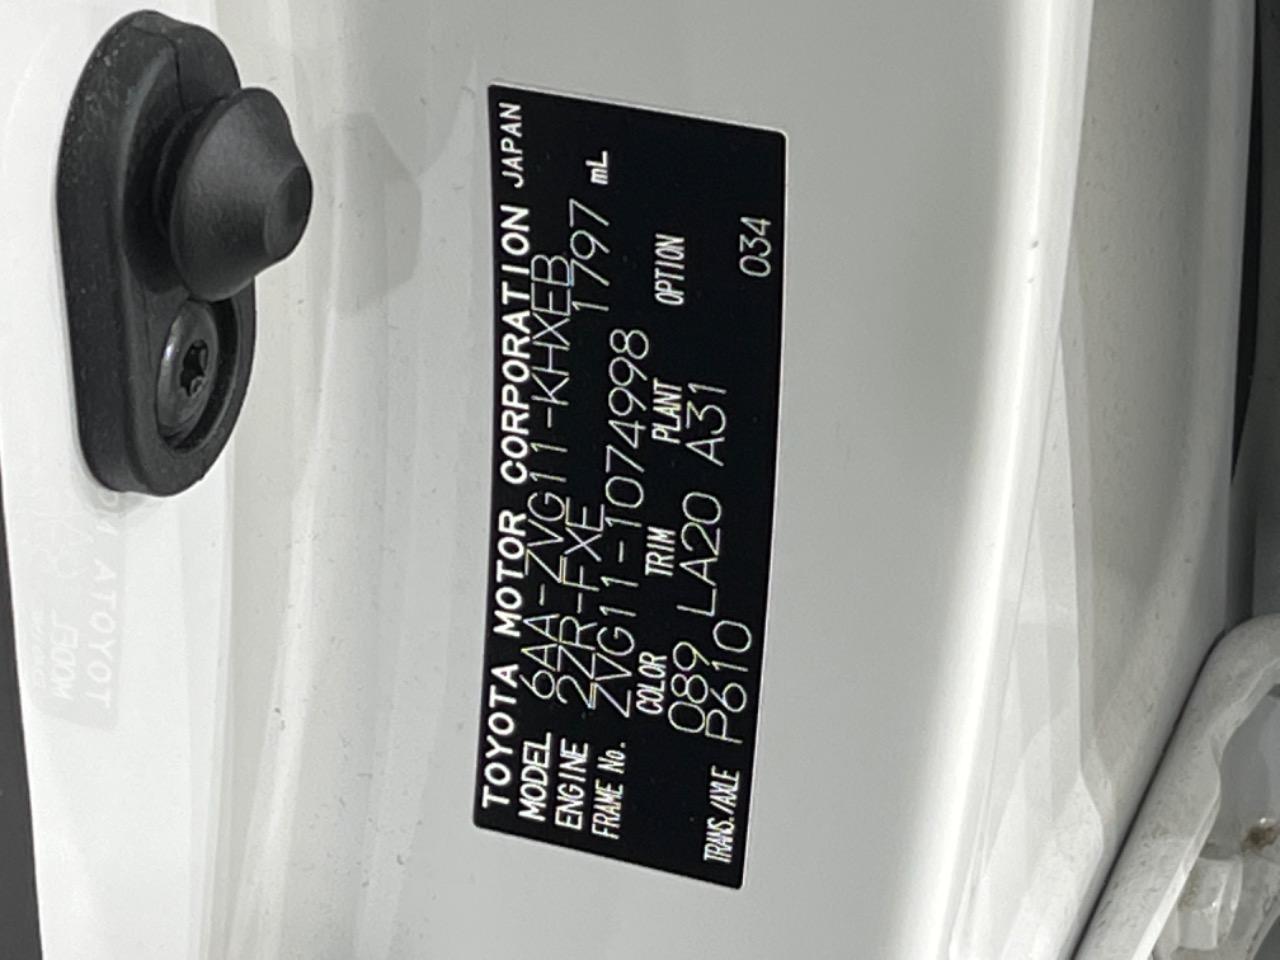 TOYOTA MOTOR CORPORATION JAPAN
MODEL 6AA-ZVG11-KHXEB
ENGINE 2ZR-FXE 1797 mL
FRAME No. ZVG11-1074998
COLOR TRIM PLANT OPTION
089 LA20 A31
TRANS./AXLE P610 034